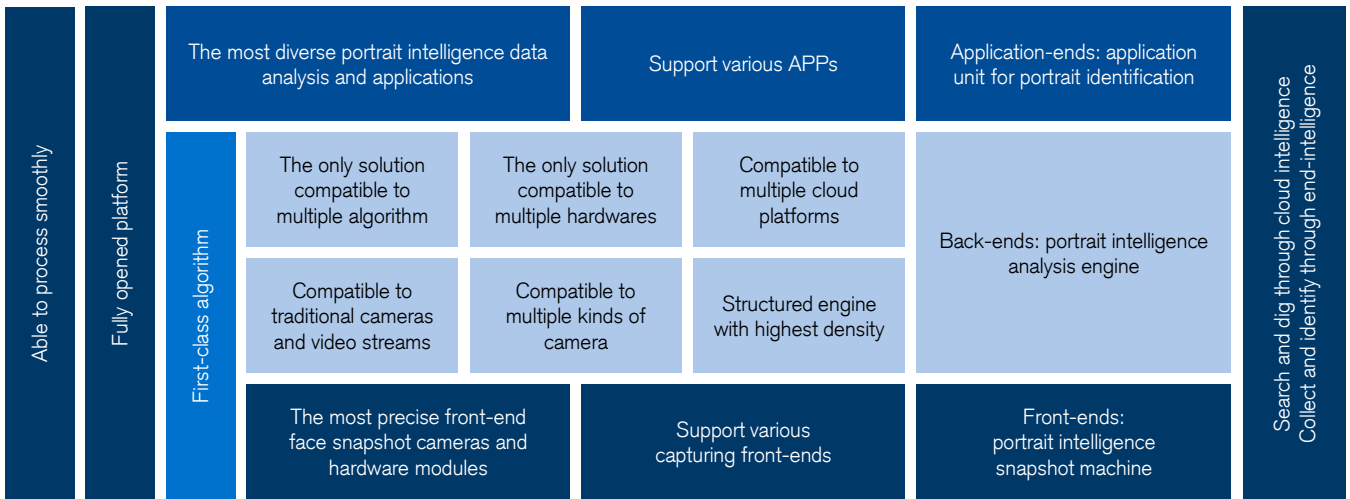 Able to process smoothly
Fully opened platform
The most diverse portrait intelligence data
analysis and applications
Support various APPs
Application-ends: application
unit for portrait identification
First-class algorithm
The only solution
compatible to
multiple algorithm
The only solution
compatible to
multiple hardwares
Compatible to
multiple cloud
platforms
Back-ends: portrait intelligence
analysis engine
Compatible to
traditional cameras
and video streams
Compatible to
multiple kinds of
camera
Structured engine
with highest density
The most precise front-end
face snapshot cameras and
hardware modules
Support various
capturing front-ends
Front-ends:
portrait intelligence
snapshot machine
Search and dig through cloud intelligence
Collect and identify through end-intelligence